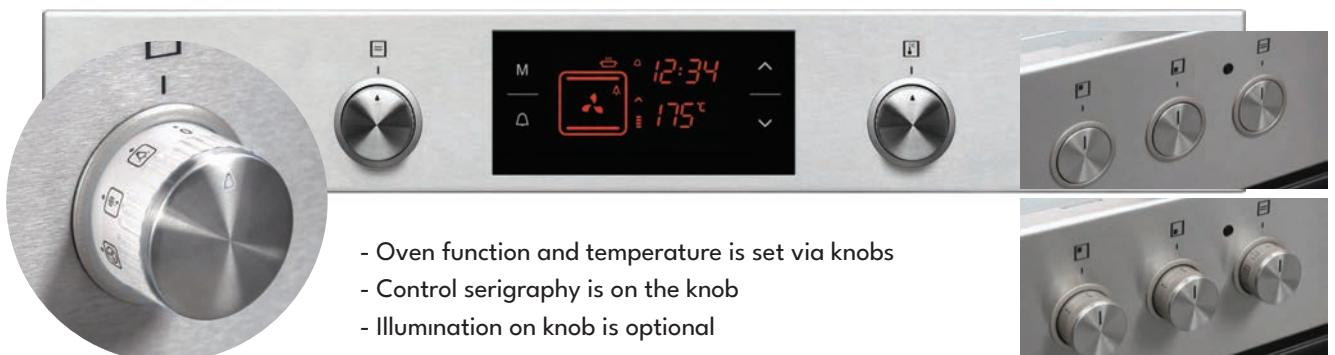 M 12:34
175°C
- Oven function and temperature is set via knobs
- Control serigraphy is on the knob
- Illumınation on knob is optional